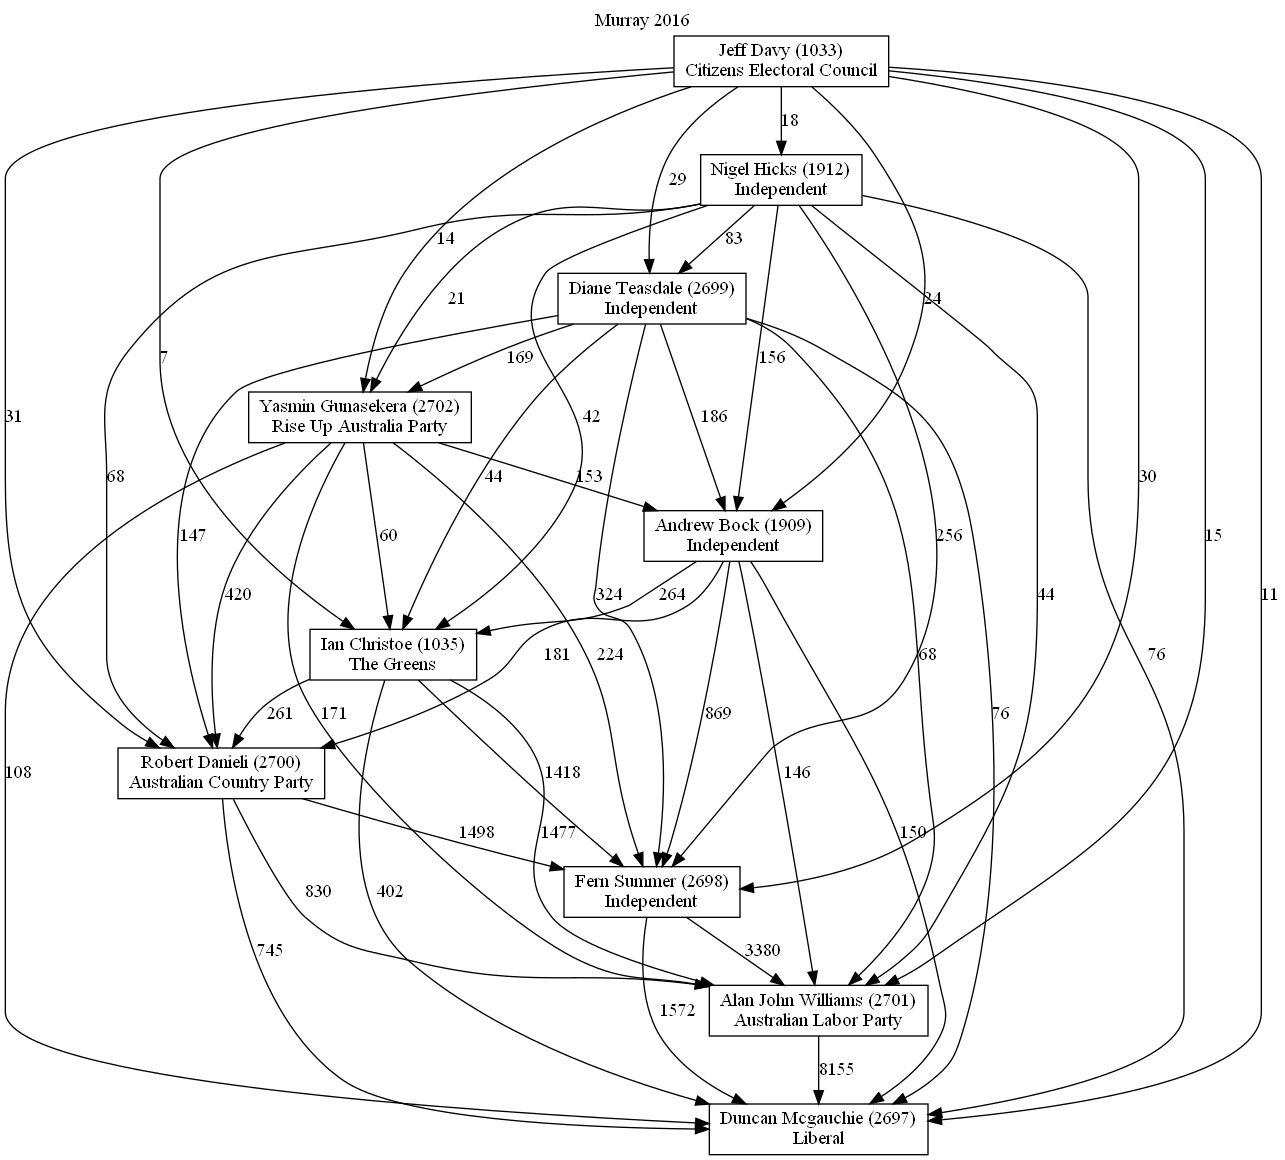 Murray 2016
Jeff Davy (1033)
Citizens Electoral Council
18
Nigel Hicks (1912)
Independent
29
14
83
21
24
Diane Teasdale (2699)
Independent
7
169
156
31
Yasmin Gunasekera (2702)
Rise Up Australia Party
42
186
68
44
153
30
147
60
Andrew Bock (1909)
Independent
256
15
420
324
264
44
11
Ian Christoe (1035)
The Greens
181
224
68
76
261
171
869
76
Robert Danieli (2700)
Australian Country Party
108
1418
146
1498
1477
150
Fern Summer (2698)
Independent
830
402
745
3380
Alan John Williams (2701)
Australian Labor Party
1572
8155
Duncan Mcgauchie (2697)
Liberal